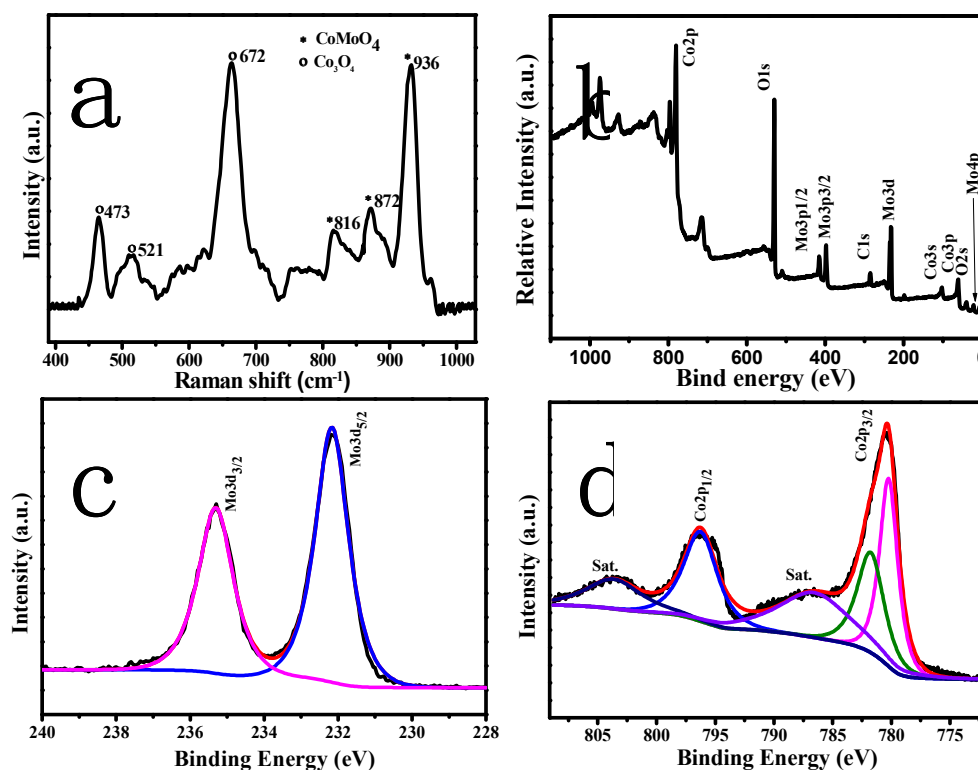 a
* CoMoO4
o Co3O4
o473
o521
o672
*816
*872
*936
Intensity (a.u.)
400 500 600 700 800 900 1000
Raman shift (cm-1)
Co2p
O1s
Mo3p1/2
Mo3p3/2
C1s
Mo3d
Co3s
Co3p
O2s
Mo4p
Relative Intensity (a.u.)
1000 800 600 400 200
Bind energy (eV)
c
Mo3d3/2
Mo3d5/2
Intensity (a.u.)
240 238 236 234 232 230 228
Binding Energy (eV)
d
Sat.
Co2p1/2
Sat.
Co2p3/2
Intensity (a.u.)
805 800 795 790 785 780 775
Binding Energy (eV)